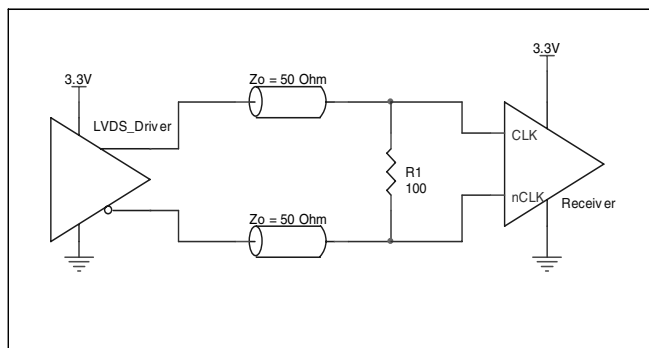 3.3V
3.3V
Zo = 50 Ohm
LVDS_Driver
CLK
R1
100
nCLK
Receiver
Zo = 50 Ohm